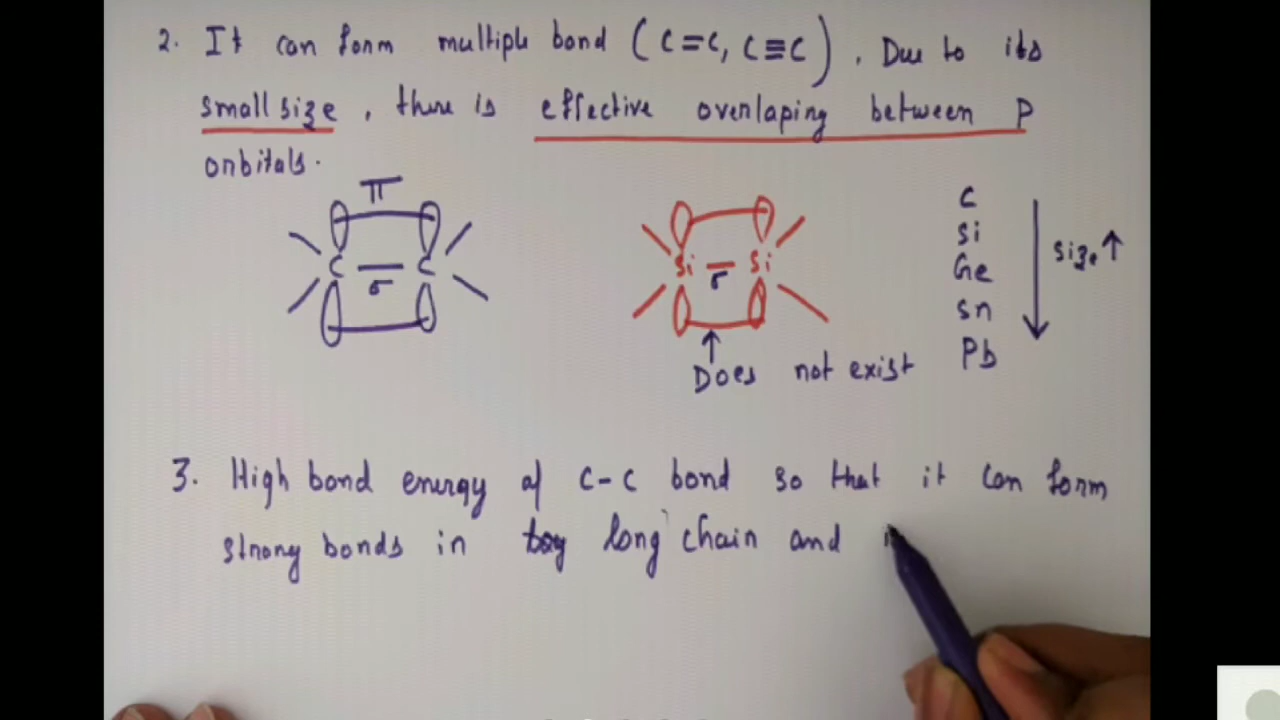 2. It can form multiple bond (C=C, C≡C). Due to its
small size, there is effective overlaping between P
orbitals.
π
C — C
σ
Si — Si
σ
Does not exist
C
Si
Ge
Sn
Pb
Size ↑
3. High bond energy of C-C bond so that it can form
strong bonds in long chain and